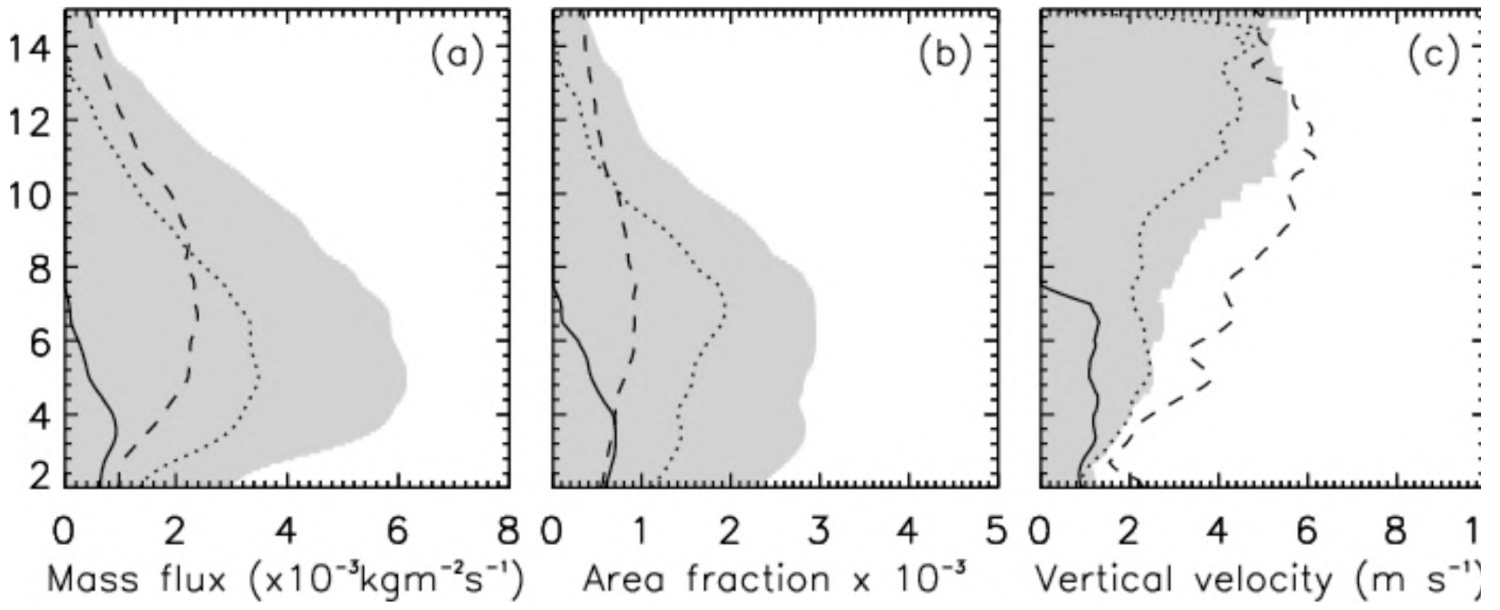 (a) (b) (c)
14
12
10
8
6
4
2
0 2 4 6 8 0 1 2 3 4 5 0 2 4 6 8 1
Mass flux (x10⁻³kgm⁻²s⁻¹) Area fraction x 10⁻³ Vertical velocity (m s⁻¹)